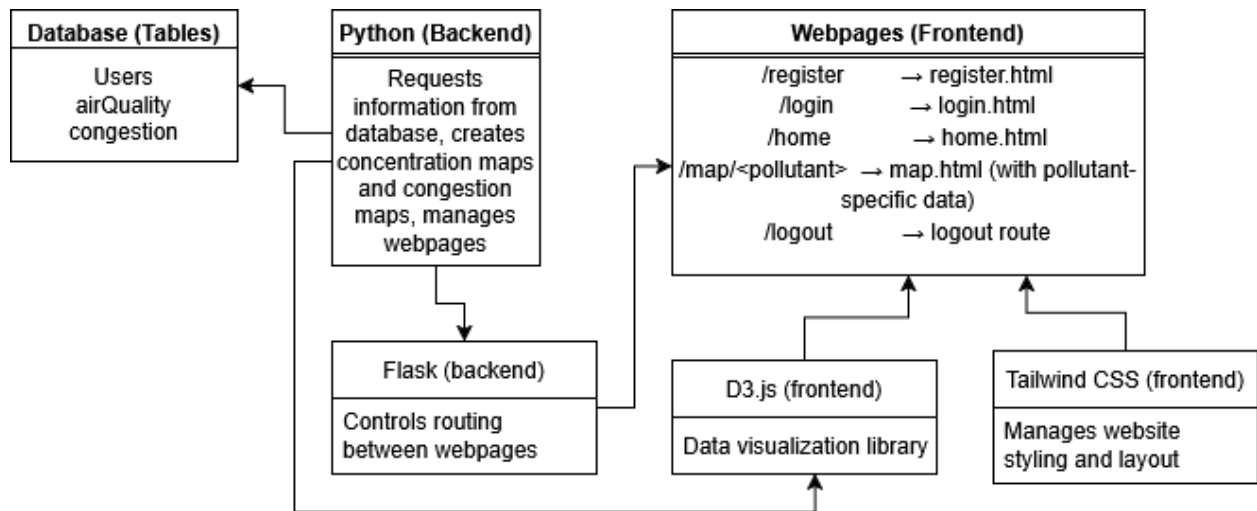 Database (Tables)
Users
airQuality
congestion
Python (Backend)
Requests
information from
database, creates
concentration maps
and congestion
maps, manages
webpages
Webpages (Frontend)
/register → register.html
/login → login.html
/home → home.html
/map/<pollutant> → map.html (with pollutant-
specific data)
/logout → logout route
Flask (backend)
Controls routing
between webpages
D3.js (frontend)
Data visualization library
Tailwind CSS (frontend)
Manages website
styling and layout